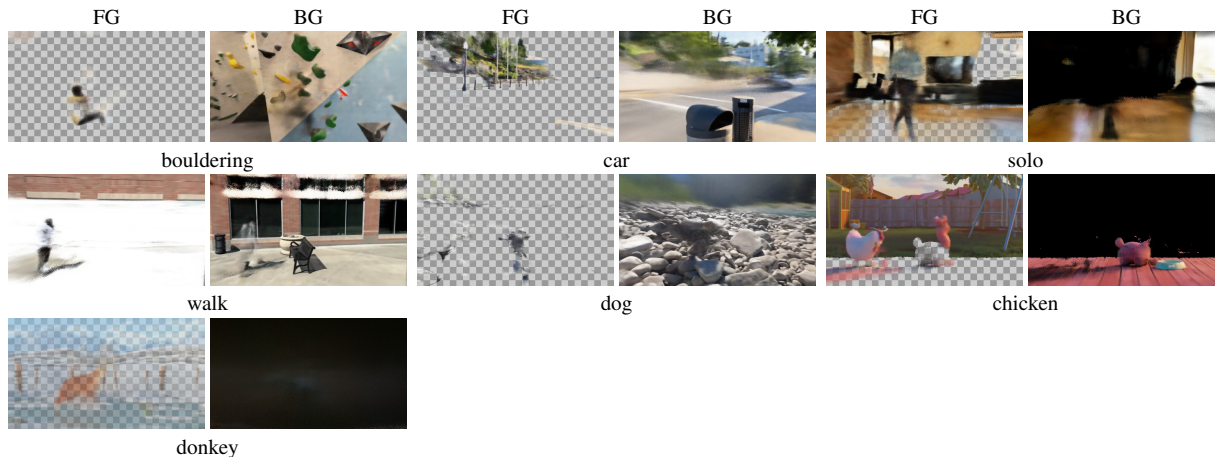 FG BG FG BG FG BG
bouldering car solo
walk dog chicken
donkey